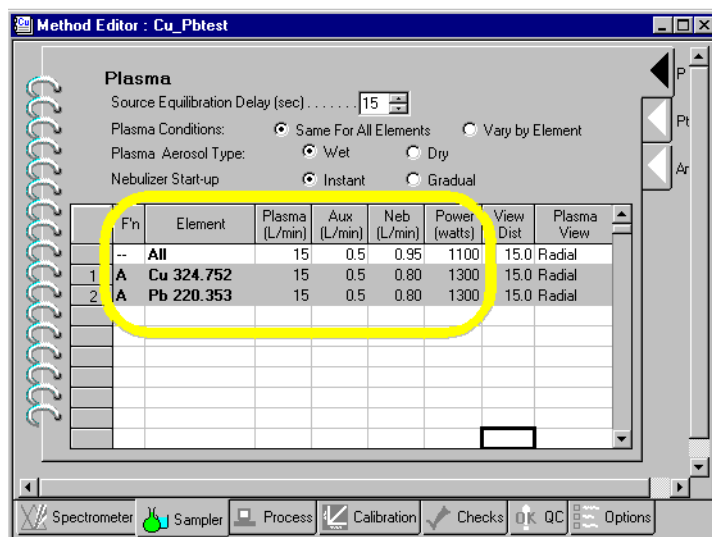 Method Editor : Cu_Pbtest
Plasma
Source Equilibration Delay (sec) . . . . . . . 15
Plasma Conditions: Same For All Elements Vary by Element
Plasma Aerosol Type: Wet Dry
Nebulizer Start-up Instant Gradual
F'n Element Plasma (L/min) Aux (L/min) Neb (L/min) Power (watts) View Dist Plasma View
-- All 15 0.5 0.95 1100 15.0 Radial
1 A Cu 324.752 15 0.5 0.80 1300 15.0 Radial
2 A Pb 220.353 15 0.5 0.80 1300 15.0 Radial
P
Pt
Ar
Spectrometer Sampler Process Calibration Checks OK QC Options